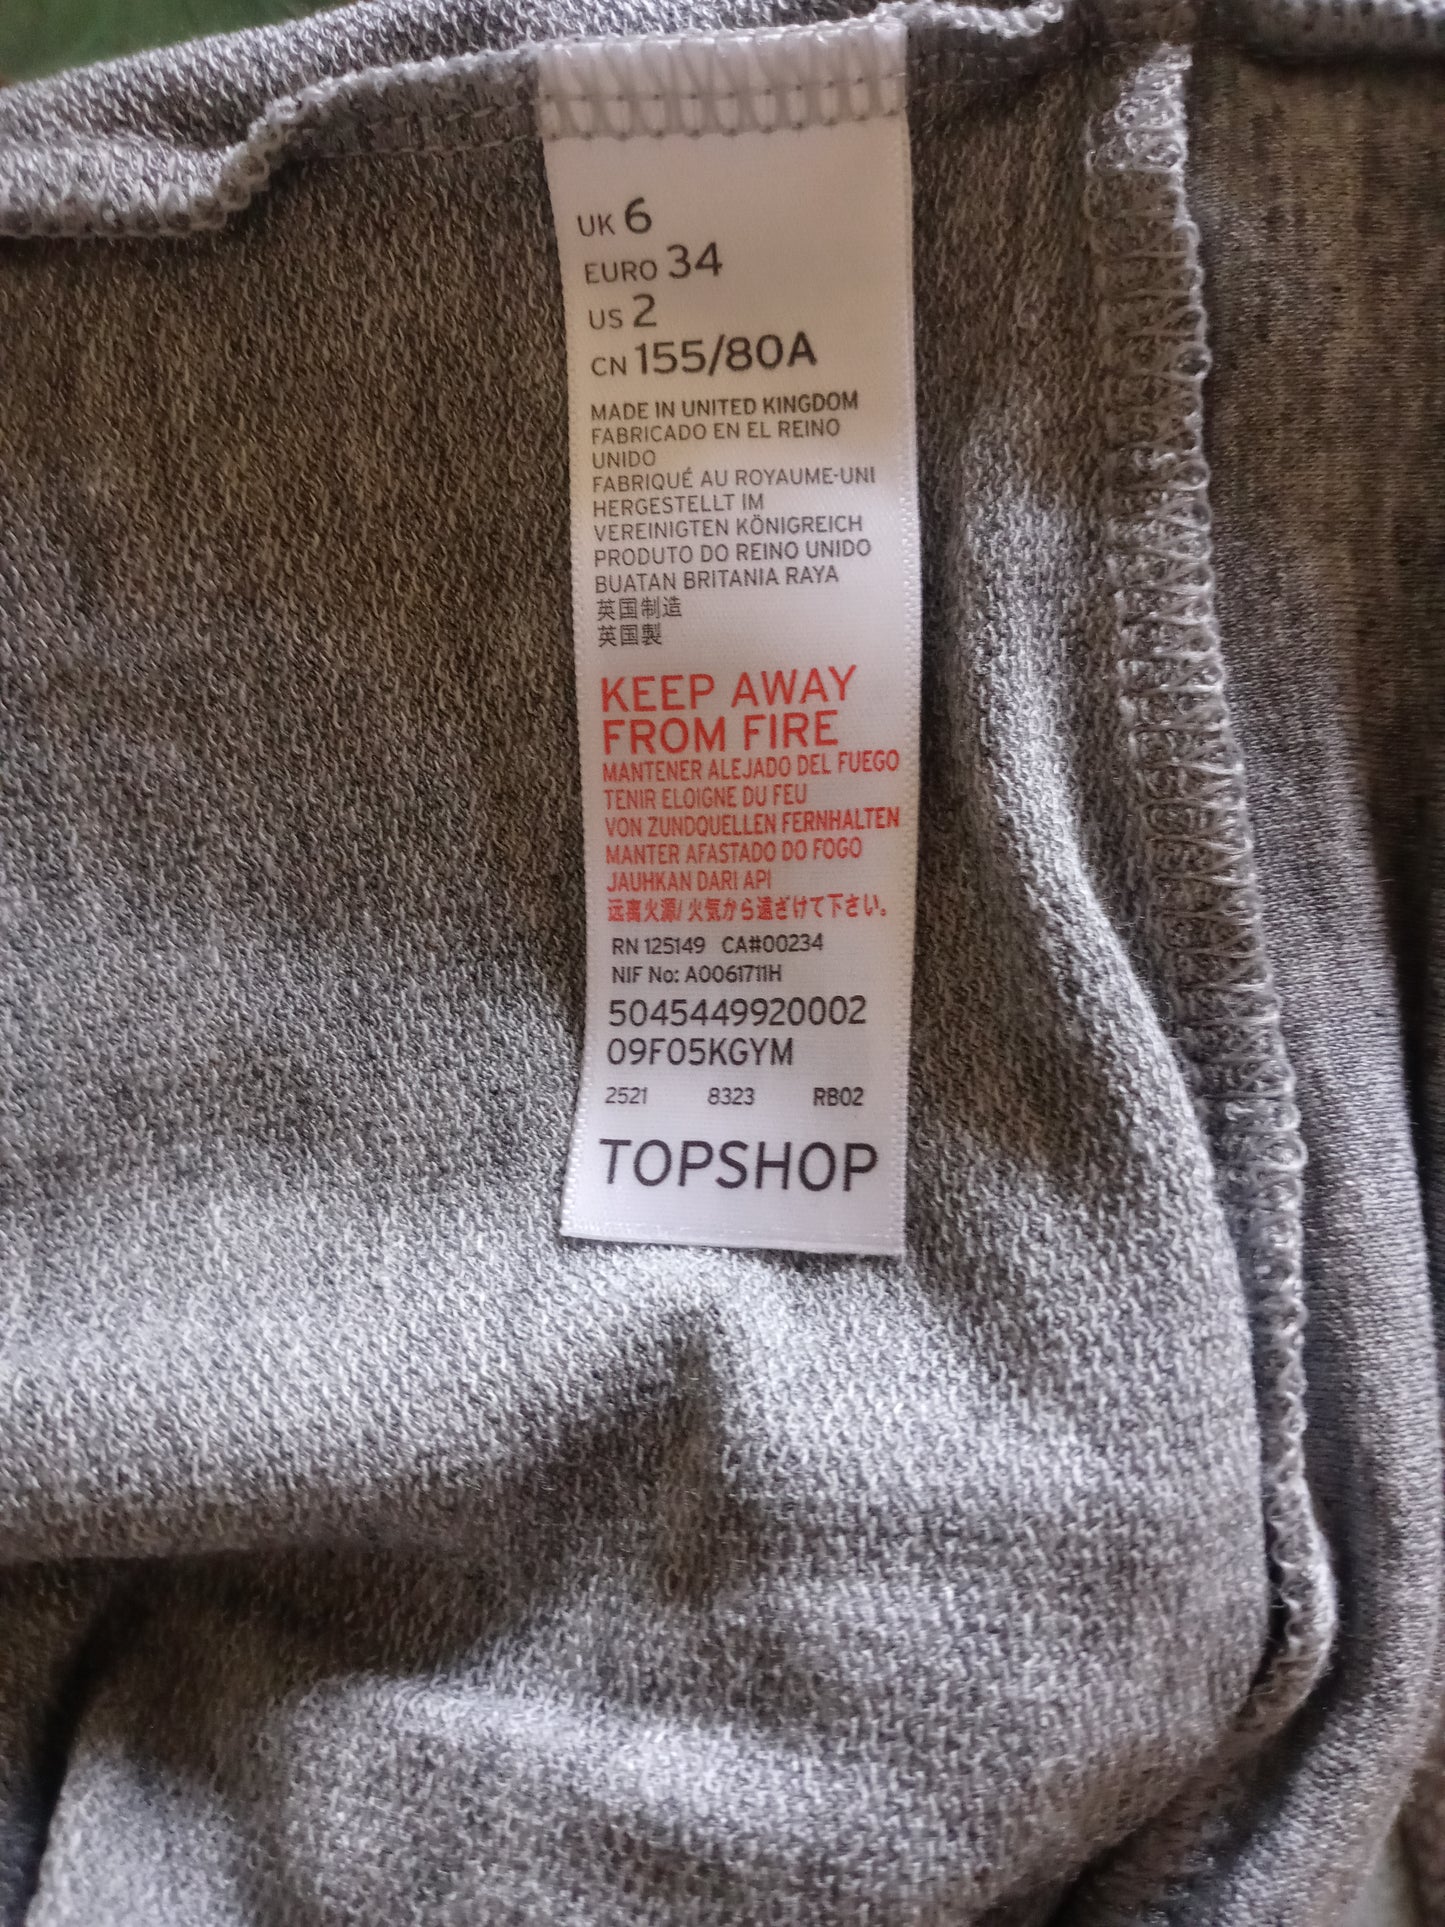 UK 6
EURO 34
US 2
CN 155/80A
MADE IN UNITED KINGDOM
FABRICADO EN EL REINO
UNIDO
FABRIQUÉ AU ROYAUME-UNI
HERGESTELLT IM
VEREINIGTEN KÖNIGREICH
PRODUTO DO REINO UNIDO
BUATAN BRITANIA RAYA
英国制造
英国製
KEEP AWAY
FROM FIRE
MANTENER ALEJADO DEL FUEGO
TENIR ELOIGNE DU FEU
VON ZUNDQUELLEN FERNHALTEN
MANTER AFASTADO DO FOGO
JAUHKAN DARI API
远离火源/火気から遠ざけて下さい。
RN 125149 CA#00234
NIF No: A0061711H
5045449920002
09F05KGYM
2521 8323 RB02
TOPSHOP